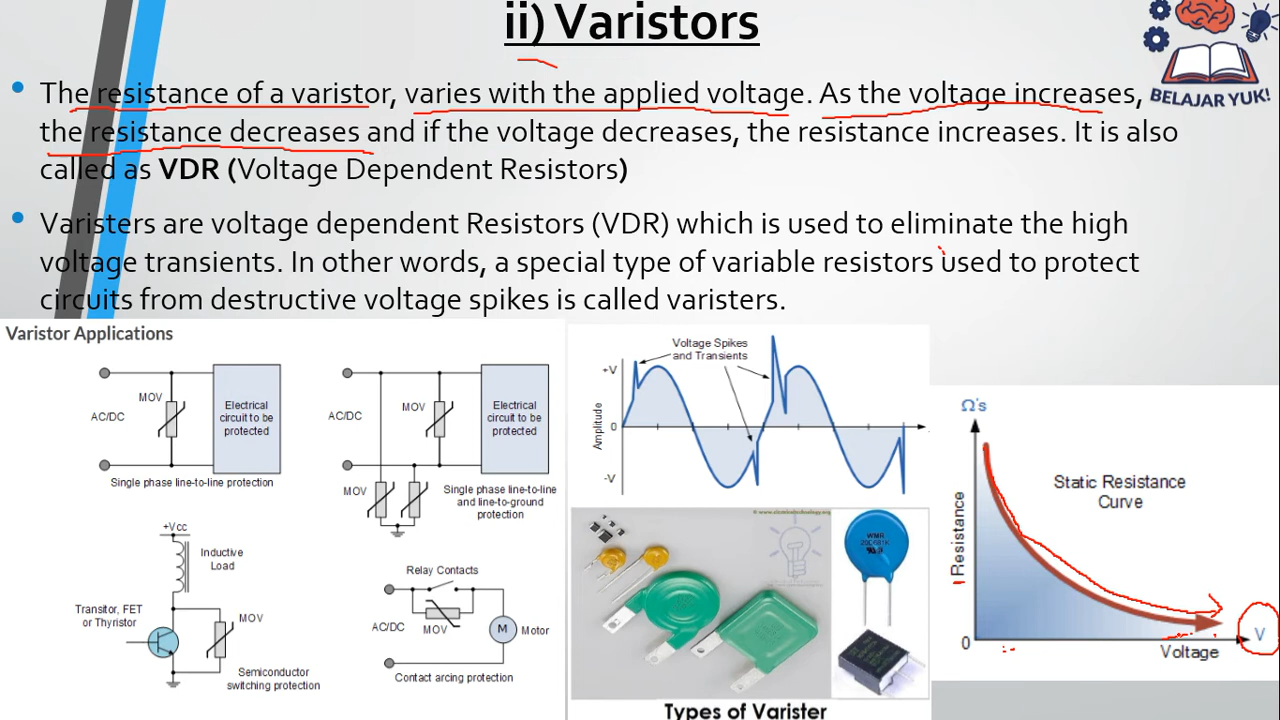 ii) Varistors
BELAJAR YUK!
• The resistance of a varistor, varies with the applied voltage. As the voltage increases,
the resistance decreases and if the voltage decreases, the resistance increases. It is also
called as VDR (Voltage Dependent Resistors)
• Varisters are voltage dependent Resistors (VDR) which is used to eliminate the high
voltage transients. In other words, a special type of variable resistors used to protect
circuits from destructive voltage spikes is called varisters.
Varistor Applications
MOV
AC/DC
Electrical
circuit to be
protected
Single phase line-to-line protection
AC/DC
MOV
Electrical
circuit to be
protected
MOV
Single phase line-to-line
and line-to-ground
protection
+Vcc
Inductive
Load
Transitor, FET
or Thyristor
MOV
Semiconductor
switching protection
Relay Contacts
AC/DC
MOV
M
Motor
Contact arcing protection
Voltage Spikes
and Transients
+V
Amplitude
0
-V
WMR
Types of Varister
Ω's
Static Resistance
Curve
Resistance
0
Voltage
V